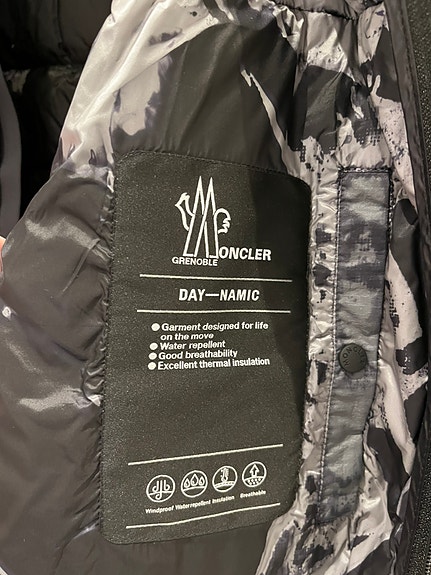 GRENOBLE
MONCLER
DAY—NAMIC
● Garment designed for life
on the move
● Water repellent
● Good breathability
● Excellent thermal insulation
Windproof Water repellent Insulation Breathable